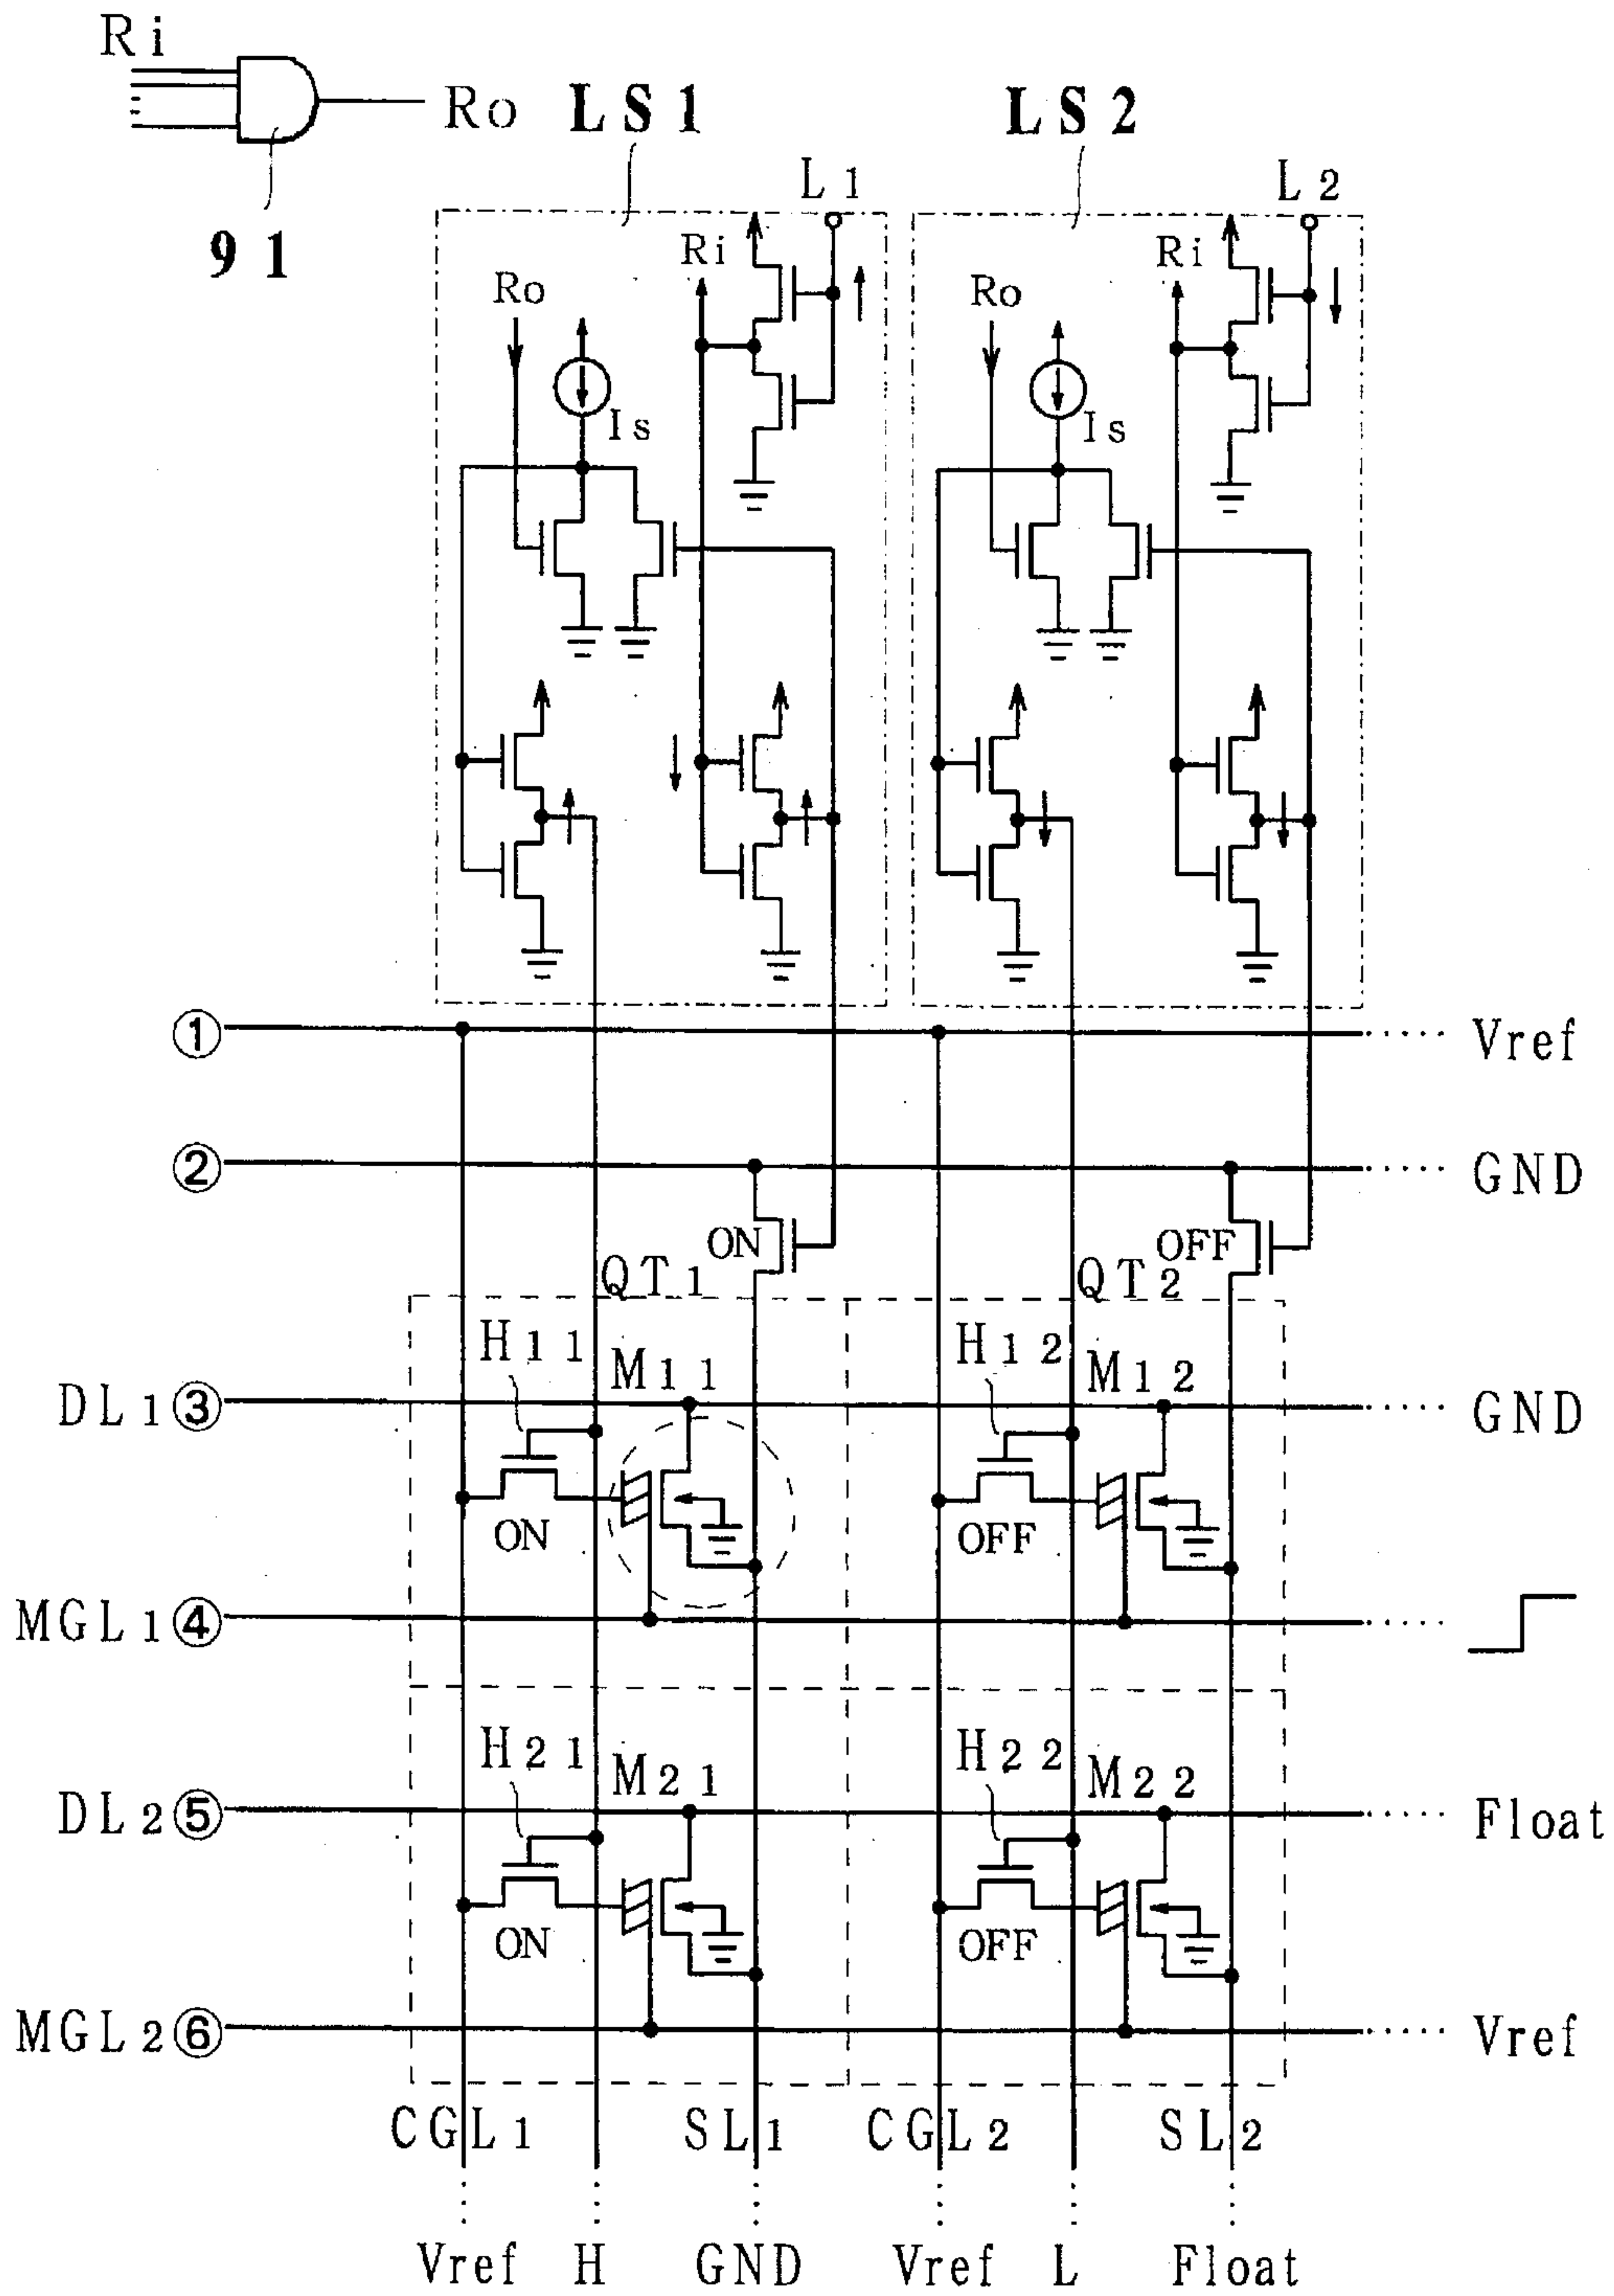 Ri
Ro
LS1
LS2
91
L1
L2
Ri
Ri
Ro
Ro
Is
Is
① Vref
② GND
ON
OFF
QT1
QT2
H11
H12
M11
M12
DL1③ GND
ON
OFF
MGL1④
H21
H22
M21
M22
DL2⑤ Float
ON
OFF
MGL2⑥ Vref
CGL1 SL1 CGL2 SL2
Vref H GND Vref L Float